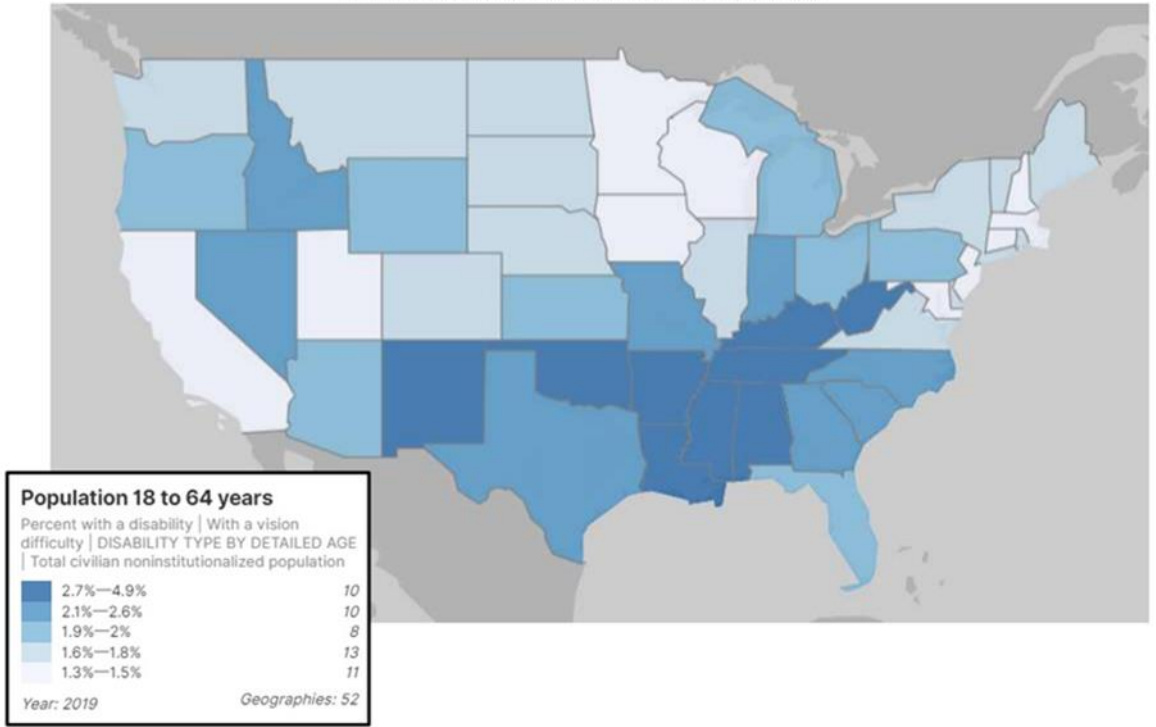 Population 18 to 64 years
Percent with a disability | With a vision
difficulty | DISABILITY TYPE BY DETAILED AGE
| Total civilian noninstitutionalized population
2.7%—4.9% 10
2.1%—2.6% 10
1.9%—2% 8
1.6%—1.8% 13
1.3%—1.5% 11
Year: 2019 Geographies: 52